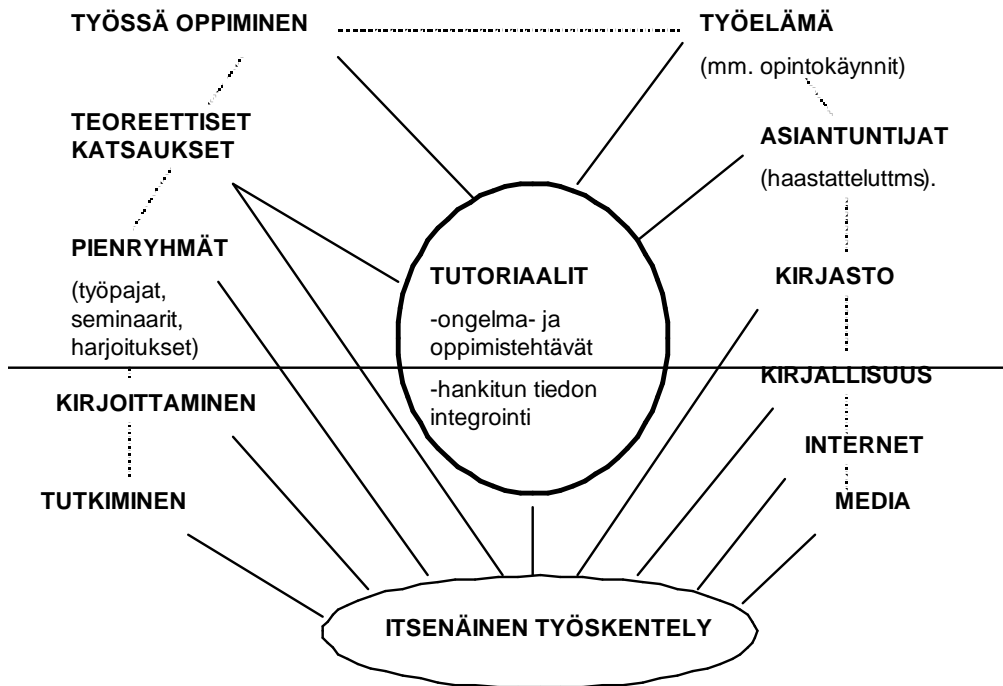 TYÖSSÄ OPPIMINEN
TYÖELÄMÄ
(mm. opintokäynnit)
TEOREETTISET
KATSAUKSET
ASIANTUNTIJAT
(haastatteluttms).
PIENRYHMÄT
(työpajat,
seminaarit,
harjoitukset)
TUTORIAALIT
-ongelma- ja
oppimistehtävät
-hankitun tiedon
integrointi
KIRJASTO
KIRJALLISUUS
KIRJOITTAMINEN
INTERNET
TUTKIMINEN
MEDIA
ITSENÄINEN TYÖSKENTELY